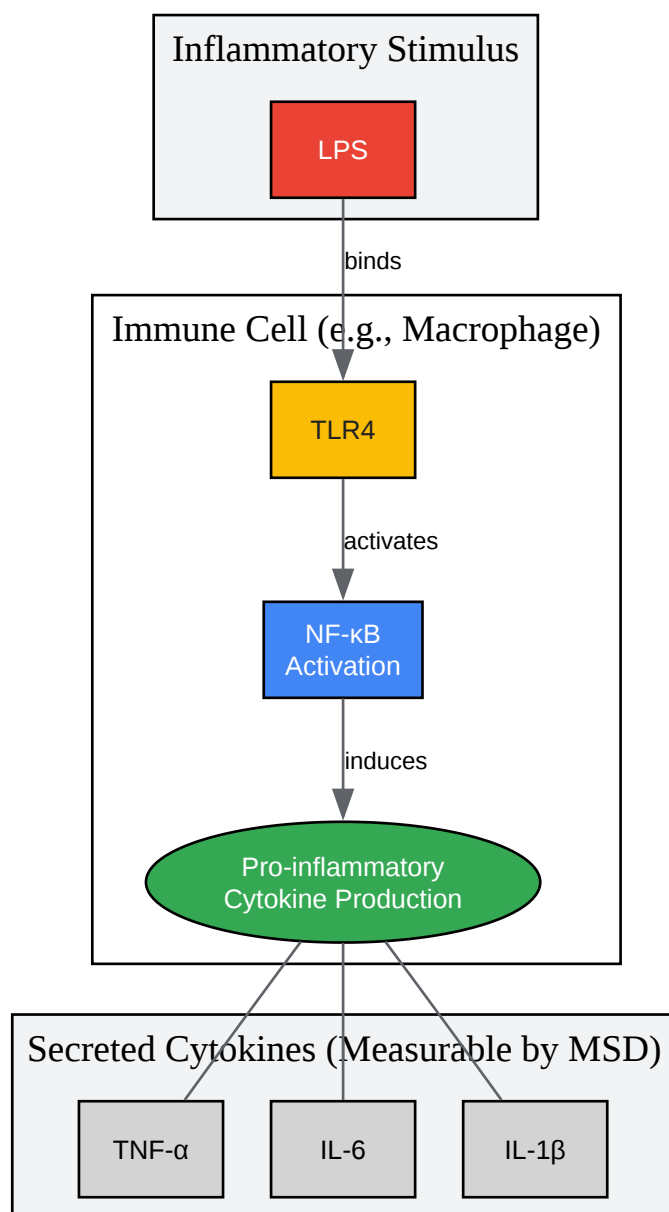 Inflammatory Stimulus
LPS
binds
Immune Cell (e.g., Macrophage)
TLR4
activates
NF-κB
Activation
induces
Pro-inflammatory
Cytokine Production
Secreted Cytokines (Measurable by MSD)
TNF-α
IL-6
IL-1β